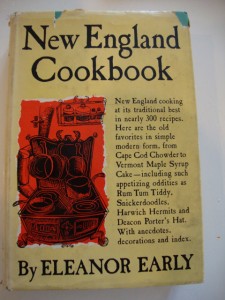 New England
Cookbook
New England cooking
at its traditional best
in nearly 300 recipes.
Here are the old
favorites in simple
modern form, from
Cape Cod Chowder to
Vermont Maple Syrup
Cake—including such
appetizing oddities as
Rum Tum Tiddy,
Snickerdoodles,
Harwich Hermits and
Deacon Porter's Hat.
With anecdotes,
decorations and index.
By ELEANOR EARLY